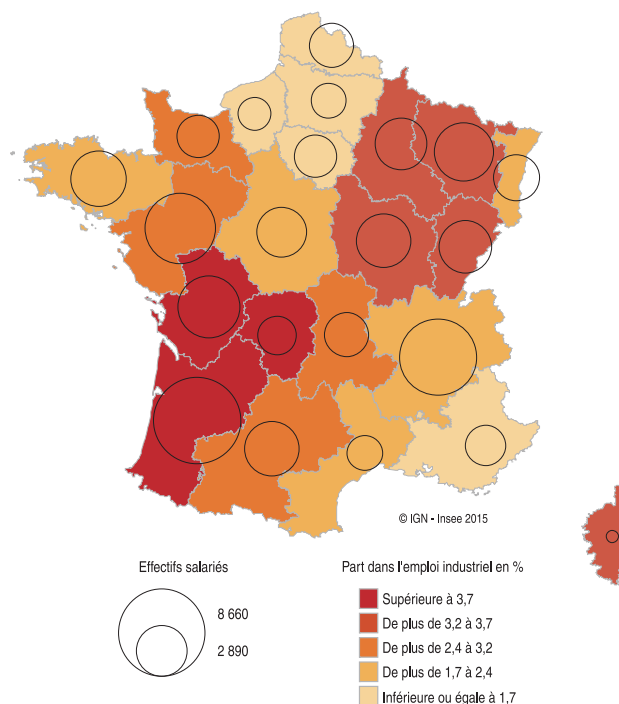 © IGN - Insee 2015
Effectifs salariés
8 660
2 890
Part dans l'emploi industriel en %
Supérieure à 3,7
De plus de 3,2 à 3,7
De plus de 2,4 à 3,2
De plus de 1,7 à 2,4
Inférieure ou égale à 1,7